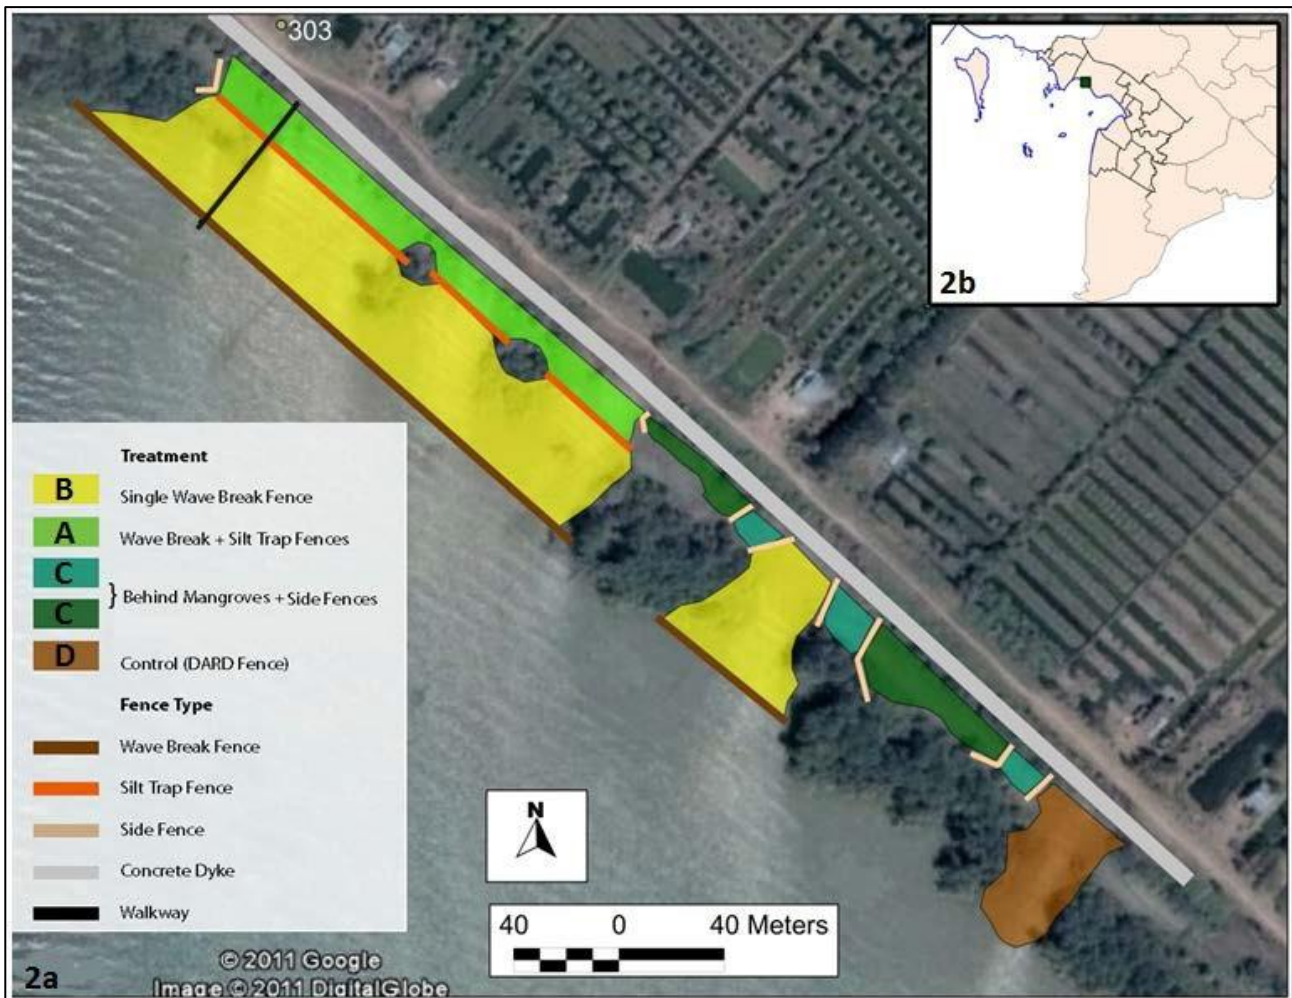 303
2b
Treatment
B Single Wave Break Fence
A Wave Break + Silt Trap Fences
C
} Behind Mangroves + Side Fences
C
D Control (DARD Fence)
Fence Type
Wave Break Fence
Silt Trap Fence
Side Fence
Concrete Dyke
Walkway
N
40 0 40 Meters
© 2011 Google
Image © 2011 DigitalGlobe
2a